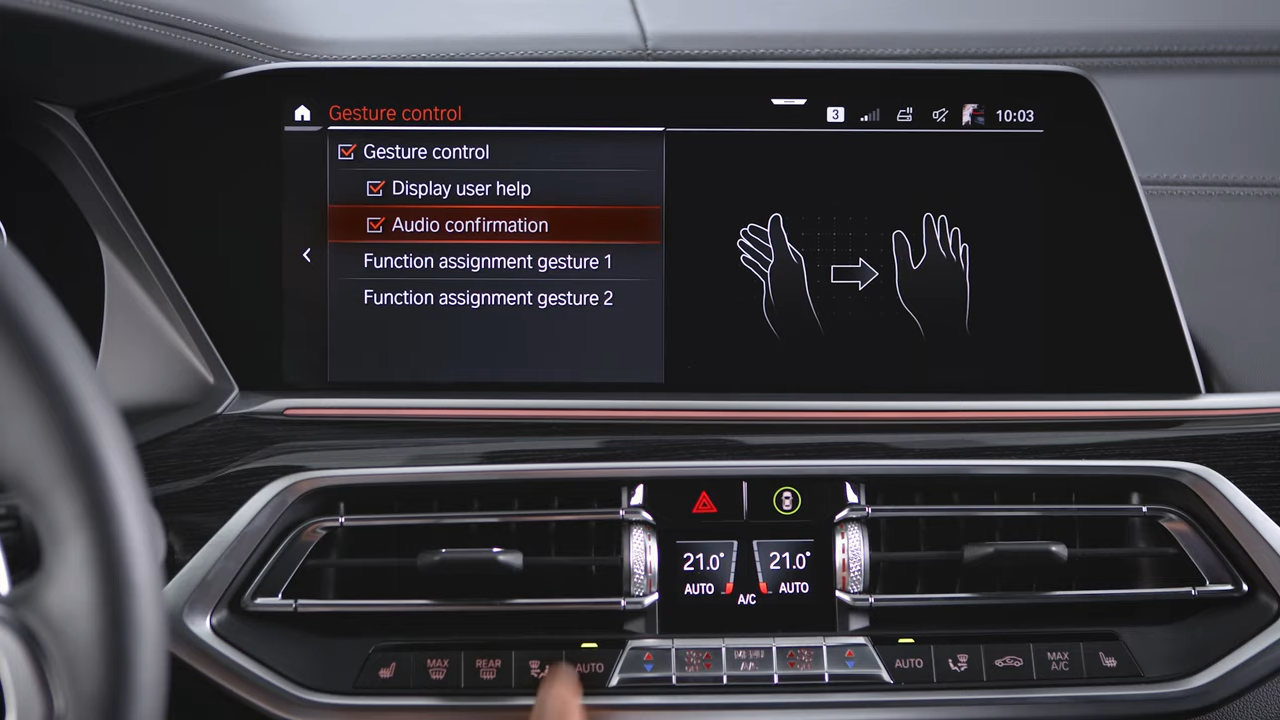 Gesture control
3
10:03
Gesture control
Display user help
Audio confirmation
Function assignment gesture 1
Function assignment gesture 2
21.0° 21.0°
AUTO AUTO
A/C
MAX
REAR
AUTO
AUTO
MAX
A/C